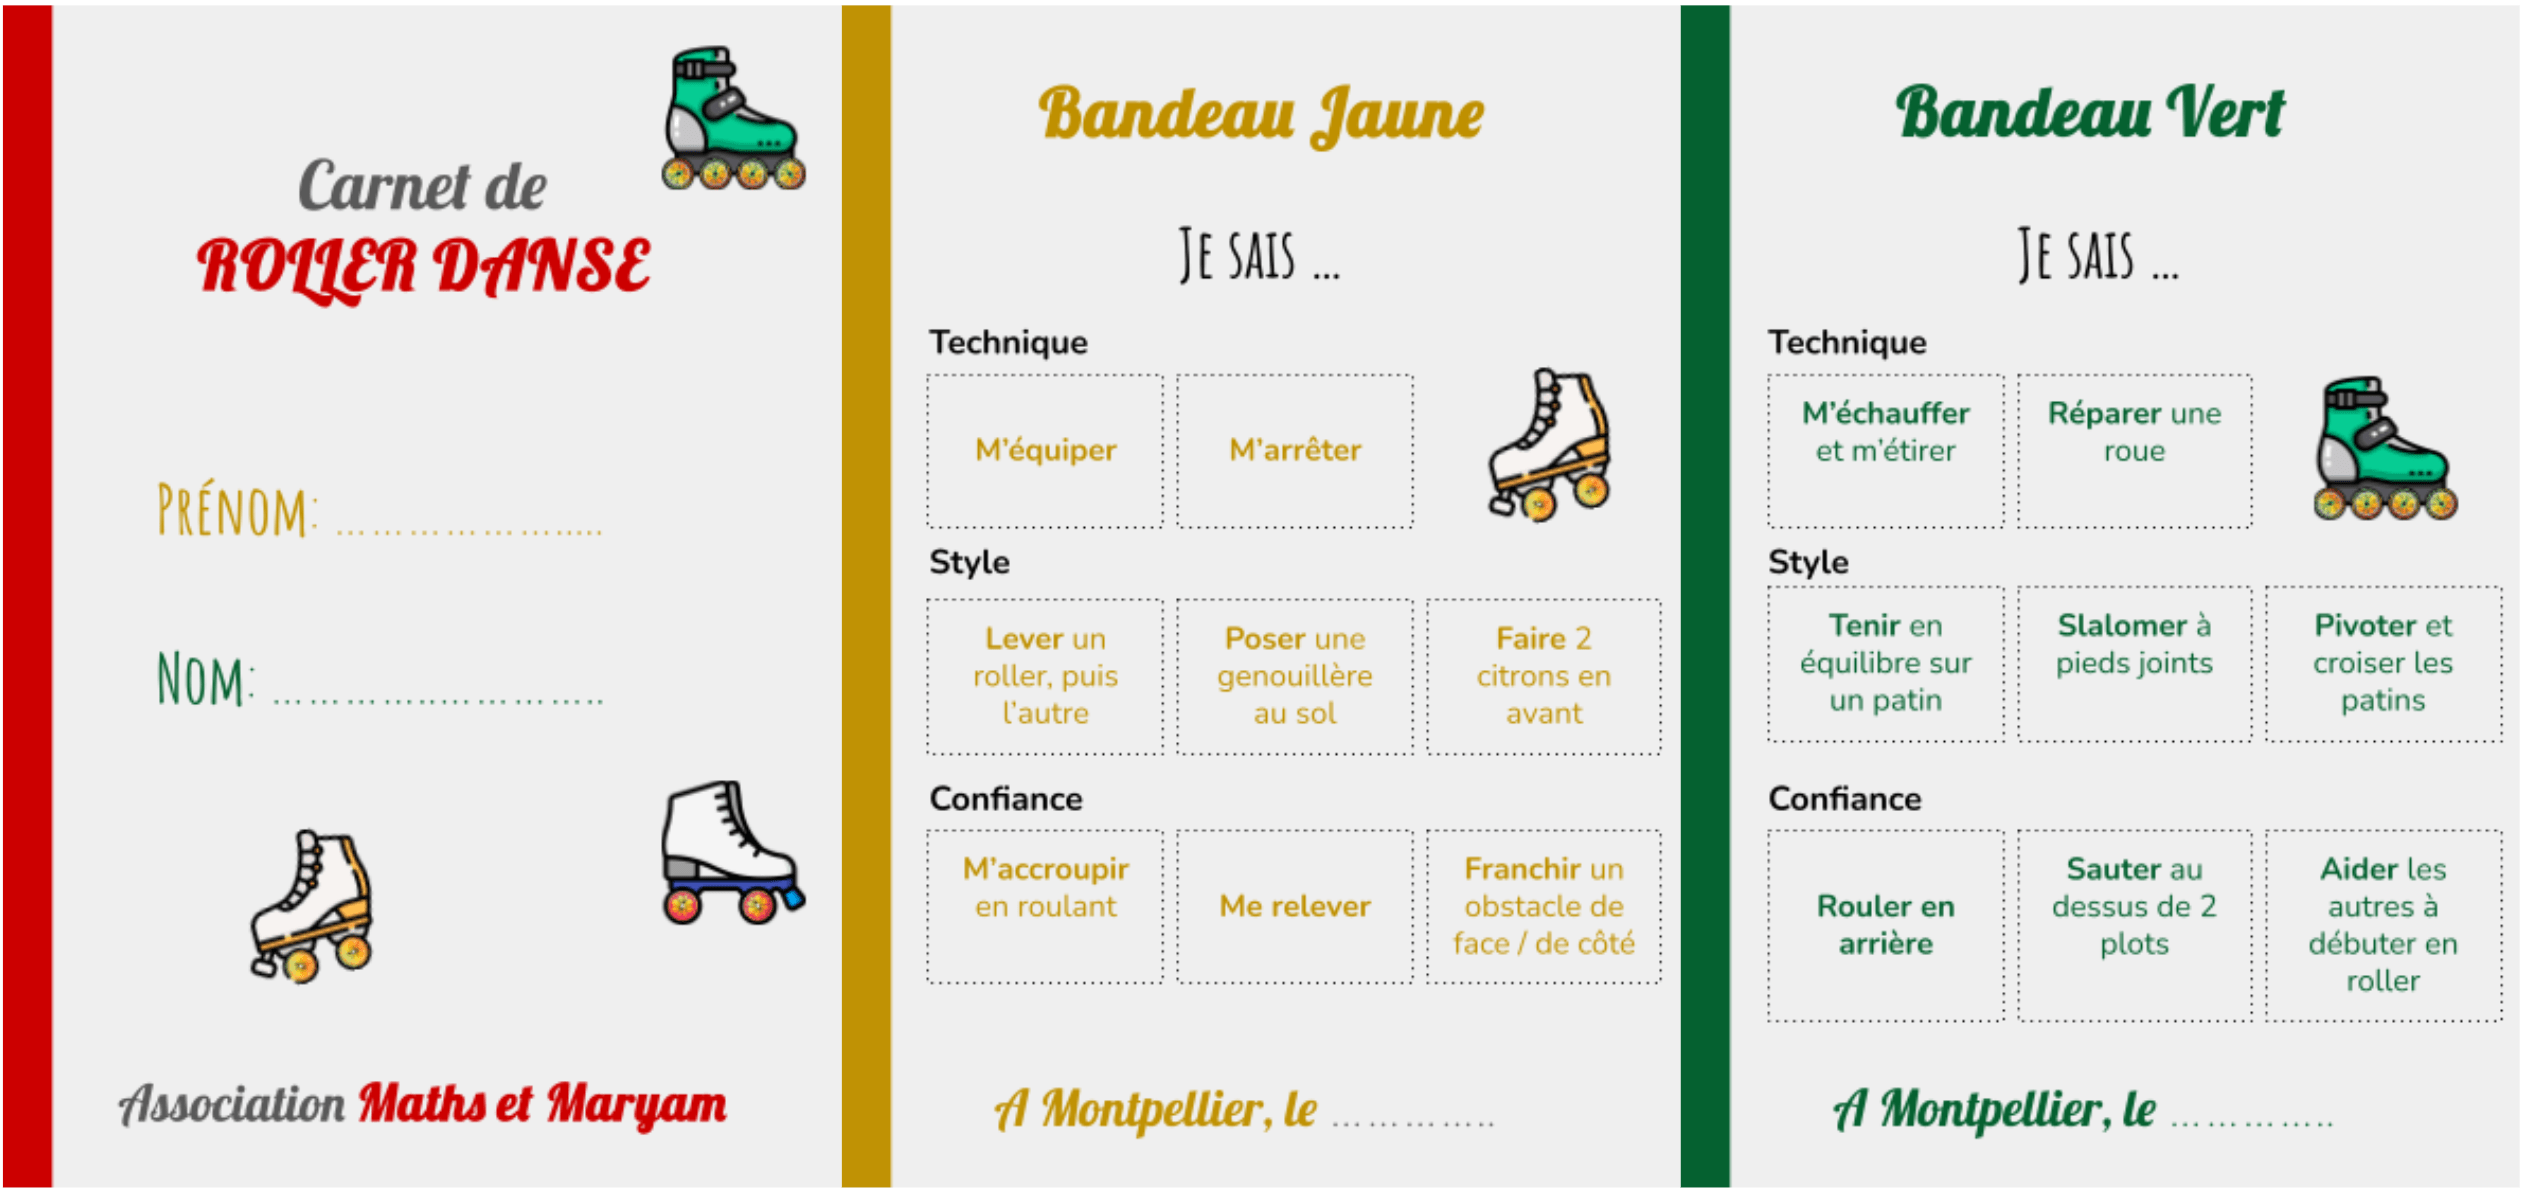 Carnet de
ROLLER DANSE
PRÉNOM: ........................
NOM: ..............................
Association Maths et Maryam
Bandeau Jaune
JE SAIS ...
Technique
M'équiper
M'arrêter
Style
Lever un
roller, puis
l'autre
Poser une
genouillère
au sol
Faire 2
citrons en
avant
Confiance
M'accroupir
en roulant
Me relever
Franchir un
obstacle de
face / de côté
A Montpellier, le ..............
Bandeau Vert
JE SAIS ...
Technique
M'échauffer
et m'étirer
Réparer une
roue
Style
Tenir en
équilibre sur
un patin
Slalomer à
pieds joints
Pivoter et
croiser les
patins
Confiance
Rouler en
arrière
Sauter au
dessus de 2
plots
Aider les
autres à
débuter en
roller
A Montpellier, le ..............